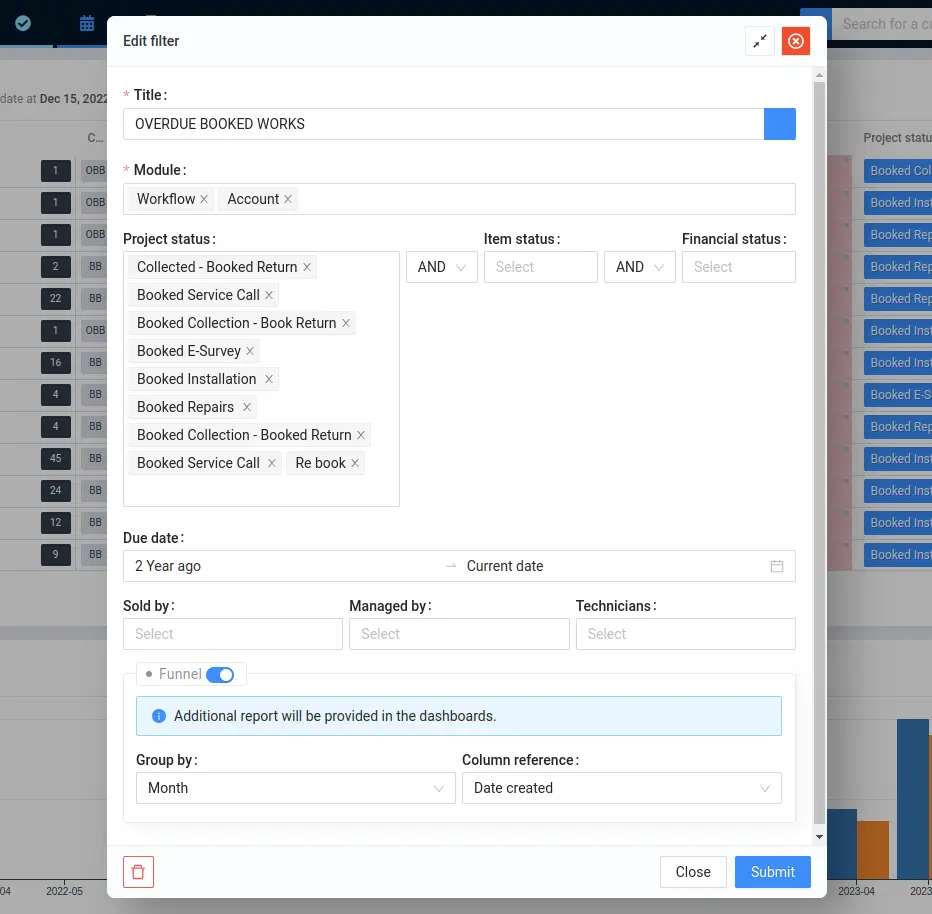 Edit filter
Search for a cu
* Title :
OVERDUE BOOKED WORKS
date at Dec 15, 2022
C...
Project statu
* Module :
Workflow Account
1 OBB
Booked Col
1 OBB
Booked Inst
1 OBB
Booked Rep
2 BB
Booked Rep
22 BB
Booked Rep
1 OBB
Booked Inst
16 BB
Booked Inst
4 BB
Booked E-S
4 BB
Booked Rep
45 BB
Booked Inst
24 BB
Booked Inst
12 BB
Booked Inst
9 BB
Booked Inst
Project status :
Item status :
Financial status :
Collected - Booked Return
AND
Select
AND
Select
Booked Service Call
Booked Collection - Book Return
Booked E-Survey
Booked Installation
Booked Repairs
Booked Collection - Booked Return
Booked Service Call Re book
Due date :
2 Year ago → Current date
Sold by :
Managed by :
Technicians :
Select
Select
Select
Funnel
Additional report will be provided in the dashboards.
Group by :
Column reference :
Month
Date created
Close
Submit
04
2022-05
2023-04
2023